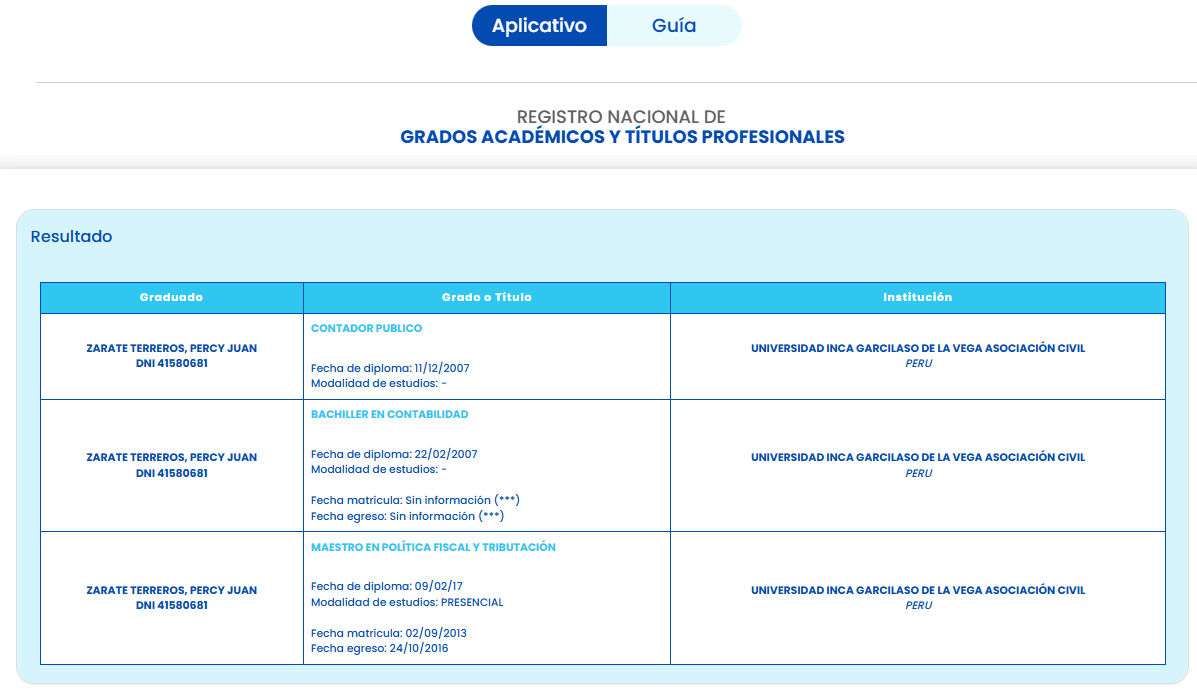 Aplicativo
Guía
REGISTRO NACIONAL DE
GRADOS ACADÉMICOS Y TÍTULOS PROFESIONALES
Resultado
Graduado
Grado o Título
Institución
ZARATE TERREROS, PERCY JUAN
DNI 41580681
CONTADOR PUBLICO
Fecha de diploma: 11/12/2007
Modalidad de estudios: -
UNIVERSIDAD INCA GARCILASO DE LA VEGA ASOCIACIÓN CIVIL
PERU
ZARATE TERREROS, PERCY JUAN
DNI 41580681
BACHILLER EN CONTABILIDAD
Fecha de diploma: 22/02/2007
Modalidad de estudios: -
Fecha matrícula: Sin información (***)
Fecha egreso: Sin información (***)
UNIVERSIDAD INCA GARCILASO DE LA VEGA ASOCIACIÓN CIVIL
PERU
ZARATE TERREROS, PERCY JUAN
DNI 41580681
MAESTRO EN POLÍTICA FISCAL Y TRIBUTACIÓN
Fecha de diploma: 09/02/17
Modalidad de estudios: PRESENCIAL
Fecha matrícula: 02/09/2013
Fecha egreso: 24/10/2016
UNIVERSIDAD INCA GARCILASO DE LA VEGA ASOCIACIÓN CIVIL
PERU